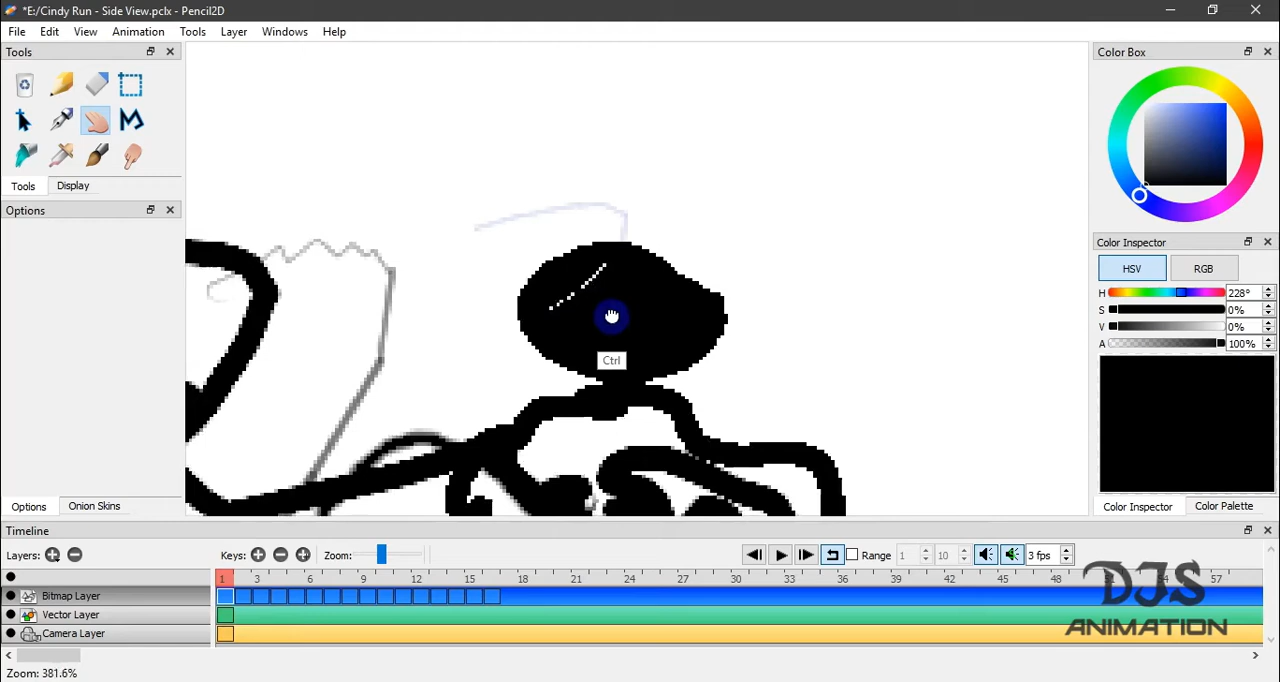 *E:/Cindy Run - Side View.pclx - Pencil2D
File Edit View Animation Tools Layer Windows Help
Tools
Color Box
Tools Display
Options
Color Inspector
HSV RGB
H 228°
S 0%
V 0%
A 100%
Ctrl
Options Onion Skins
Color Inspector Color Palette
Timeline
Layers: Keys: Zoom: Range 1 10 3 fps
1 3 6 9 12 15 18 21 24 27 30 33 36 39 42 45 48 51 54 57
Bitmap Layer
Vector Layer
Camera Layer
DJS
ANIMATION
Zoom: 381.6%